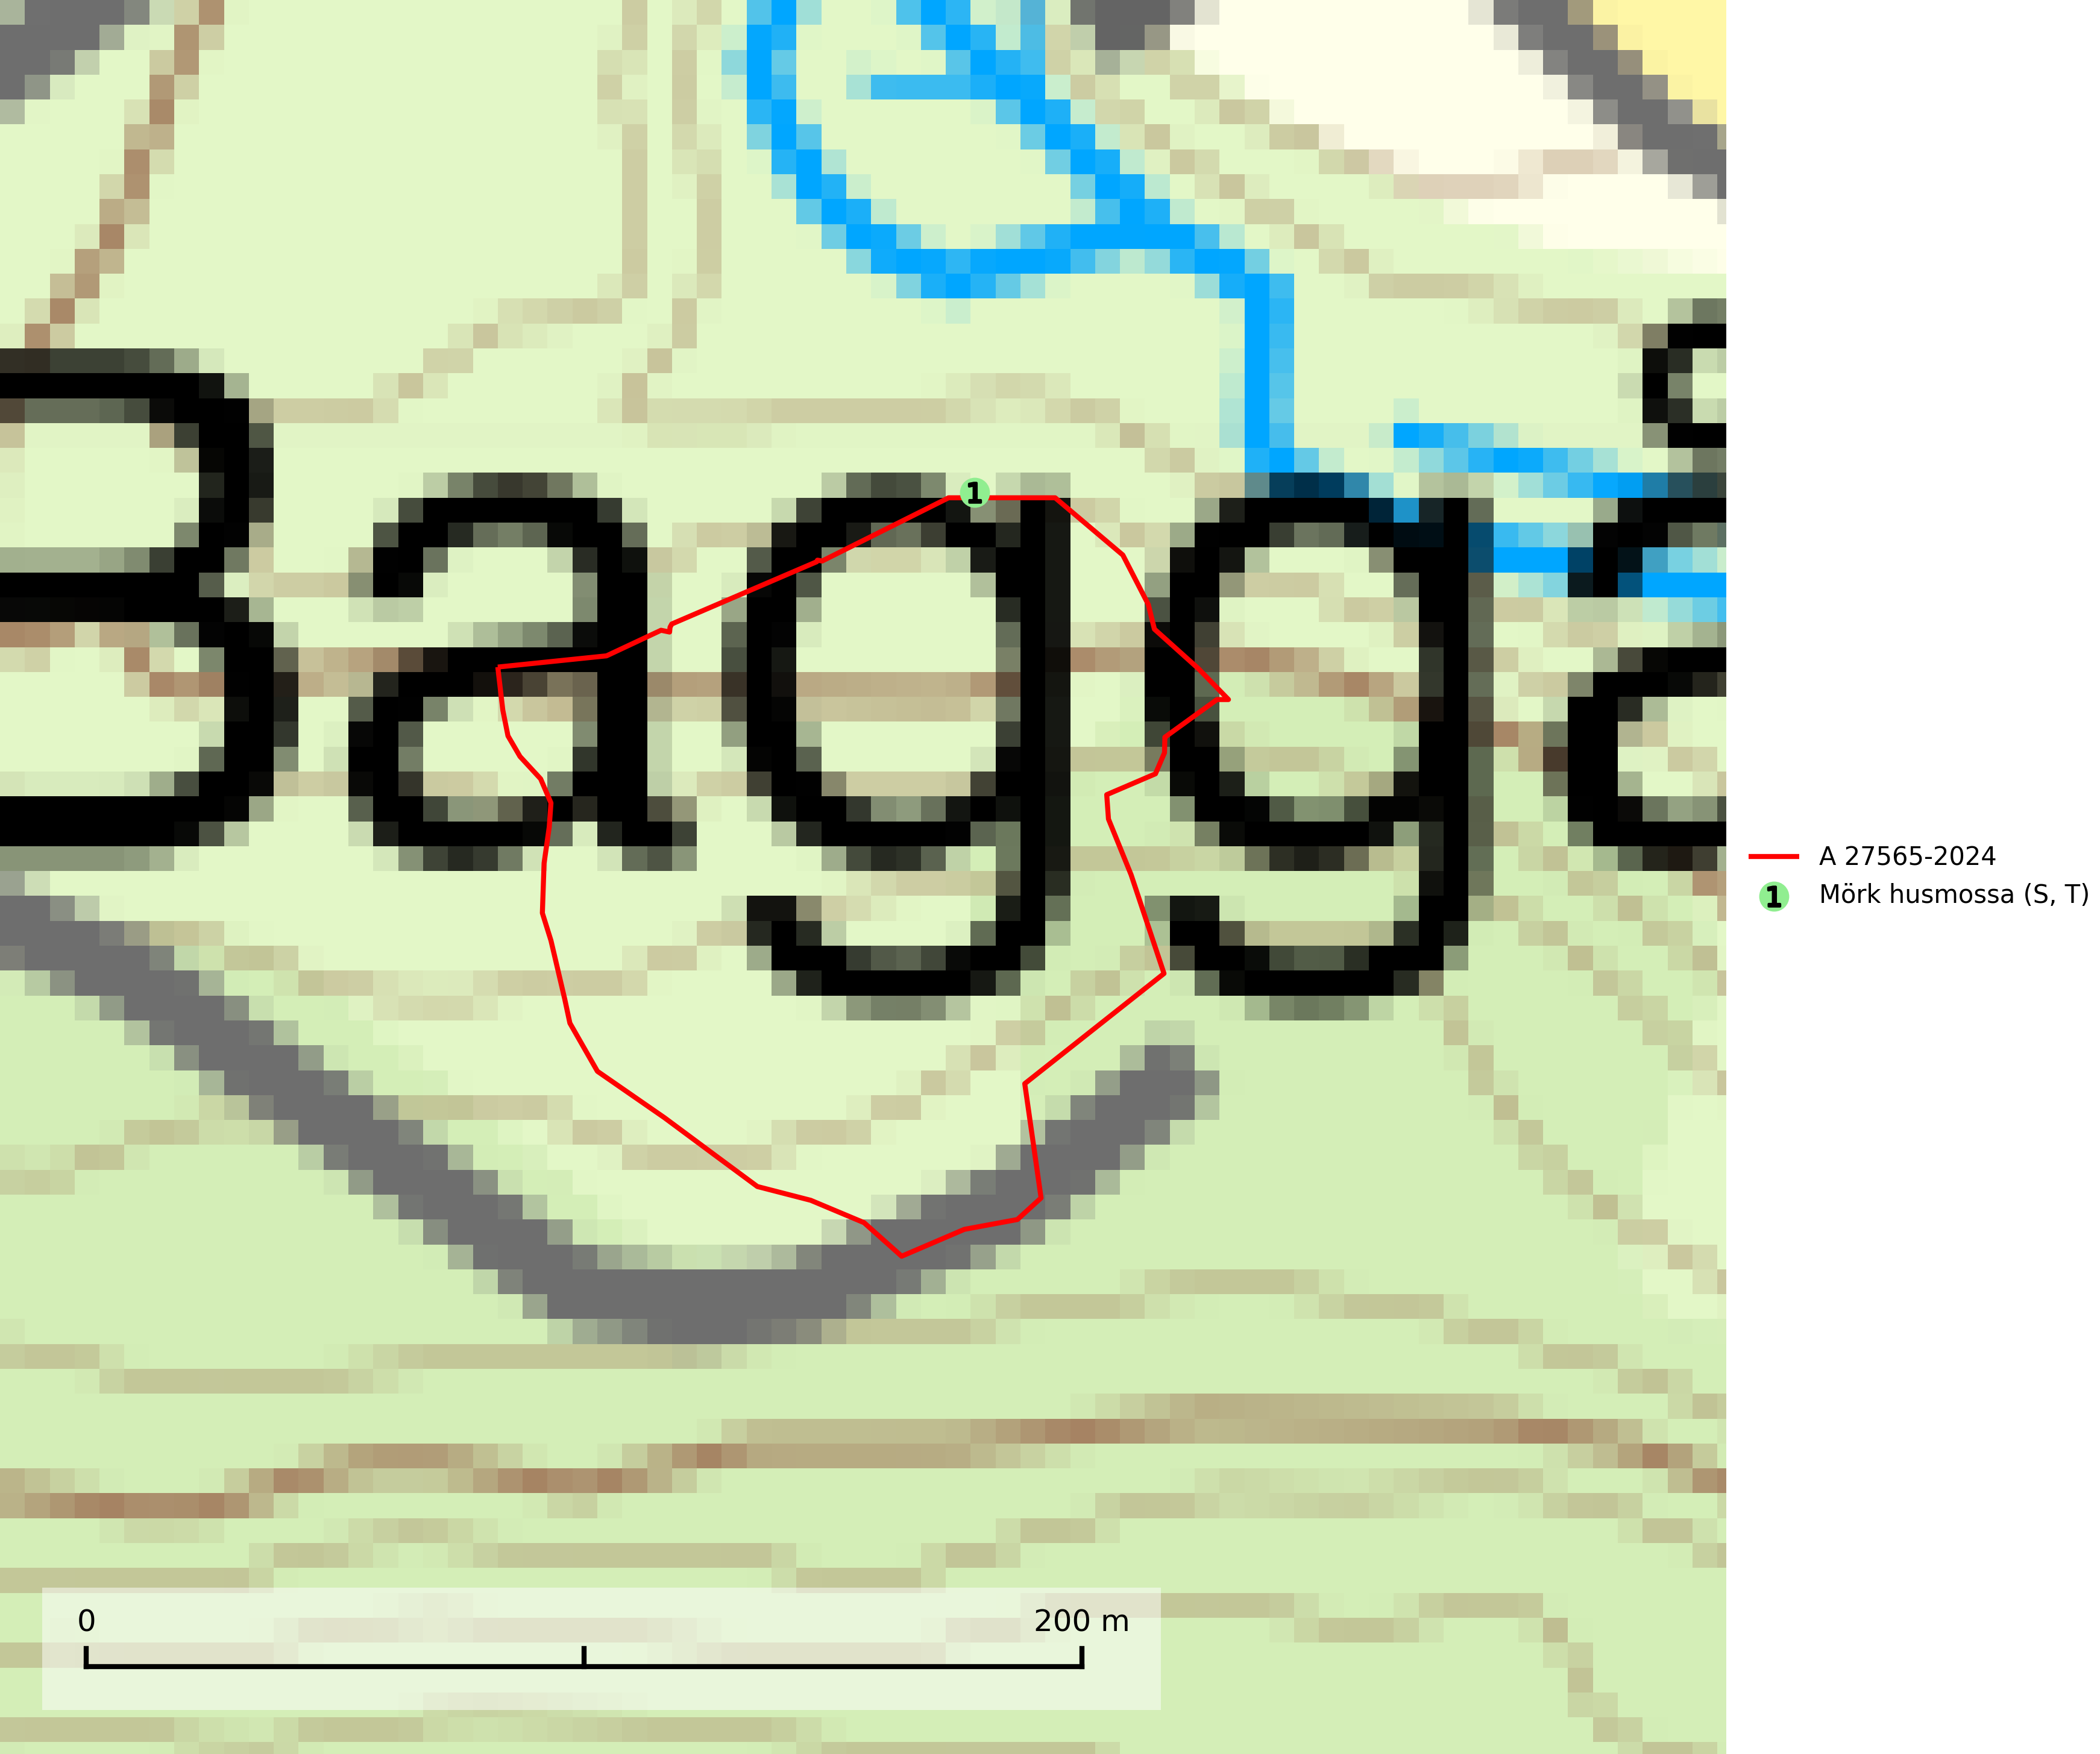 Bagga
1
A 27565-2024
1 Mörk husmossa (S, T)
0 200 m